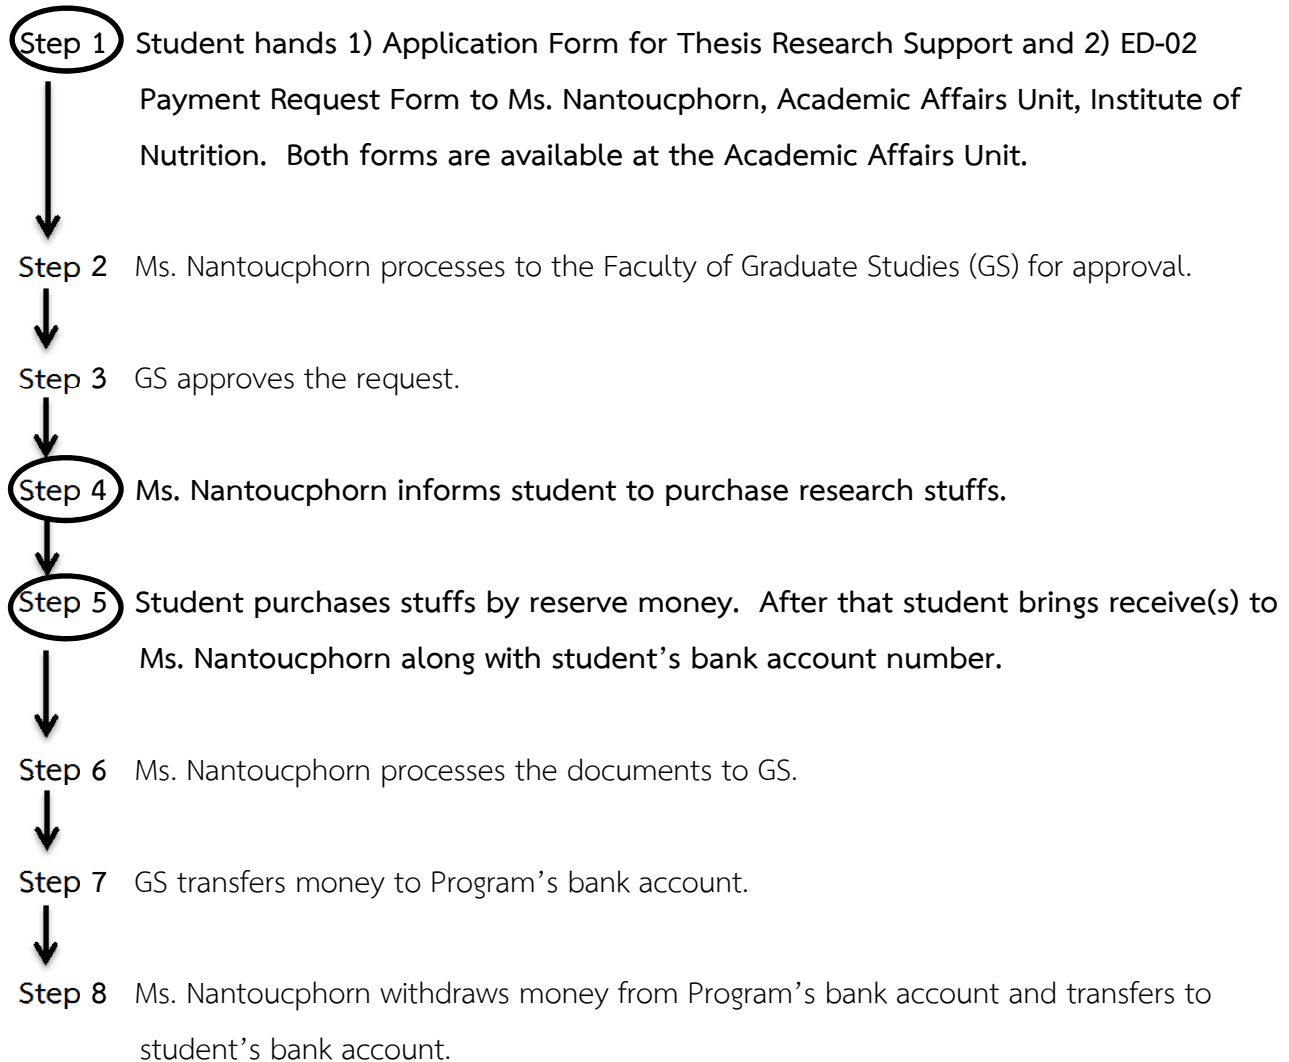 Step 1 Student hands 1) Application Form for Thesis Research Support and 2) ED-02
Payment Request Form to Ms. Nantoucphorn, Academic Affairs Unit, Institute of
Nutrition. Both forms are available at the Academic Affairs Unit.
Step 2 Ms. Nantoucphorn processes to the Faculty of Graduate Studies (GS) for approval.
Step 3 GS approves the request.
Step 4 Ms. Nantoucphorn informs student to purchase research stuffs.
Step 5 Student purchases stuffs by reserve money. After that student brings receive(s) to
Ms. Nantoucphorn along with student’s bank account number.
Step 6 Ms. Nantoucphorn processes the documents to GS.
Step 7 GS transfers money to Program’s bank account.
Step 8 Ms. Nantoucphorn withdraws money from Program’s bank account and transfers to
student’s bank account.